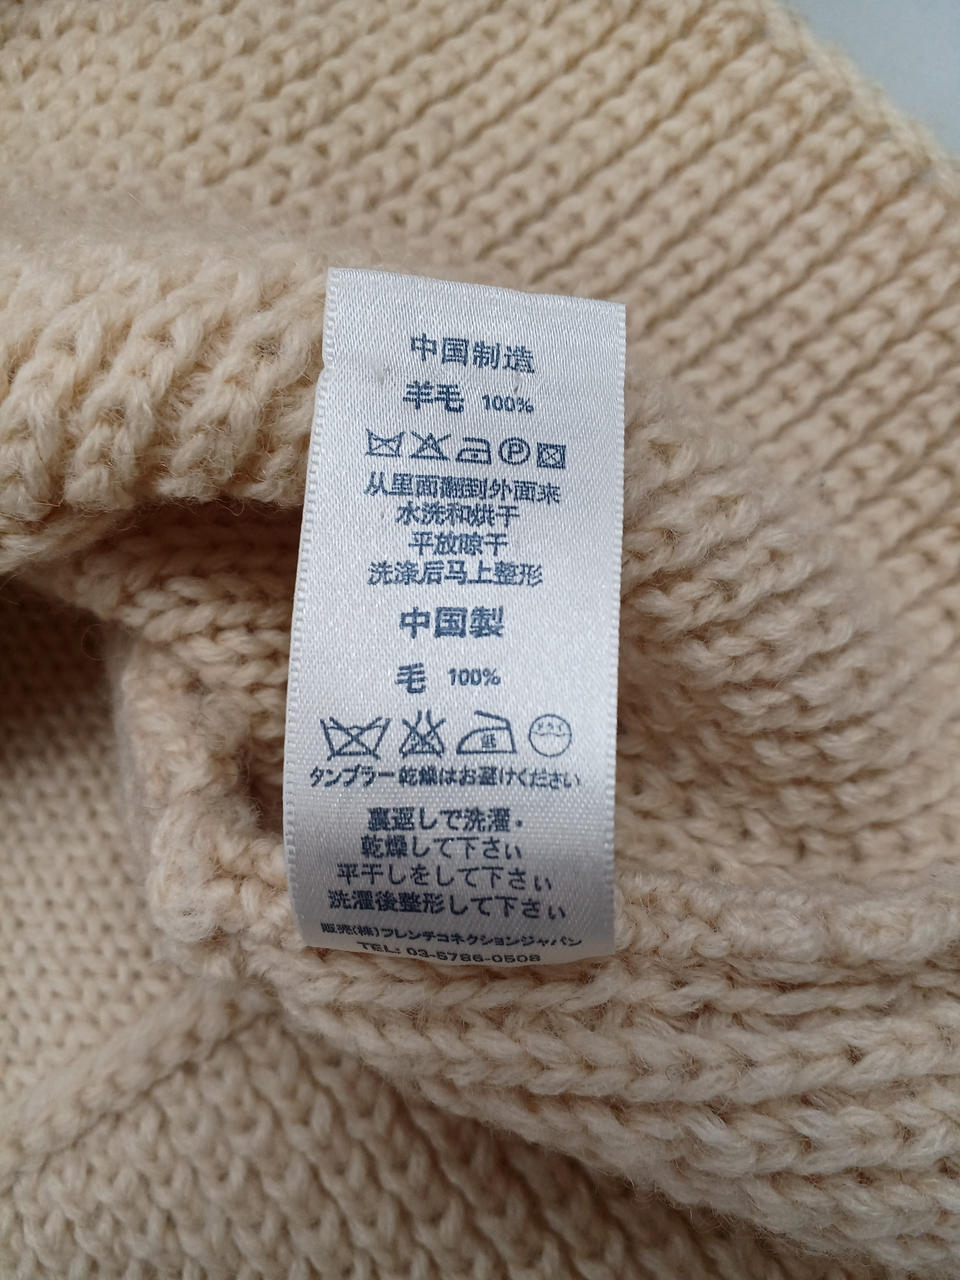 中国制造
羊毛 100%
P
从里面翻到外面来
水洗和烘干
平放晾干
洗涤后马上整形
中国製
毛 100%
タンブラー乾燥はお避けください
裏返しで洗濯・
乾燥して下さい
平干しをして下さい
洗濯後整形して下さい
販売(株)フレンチコネクションジャパン
TEL: 03-5786-0508